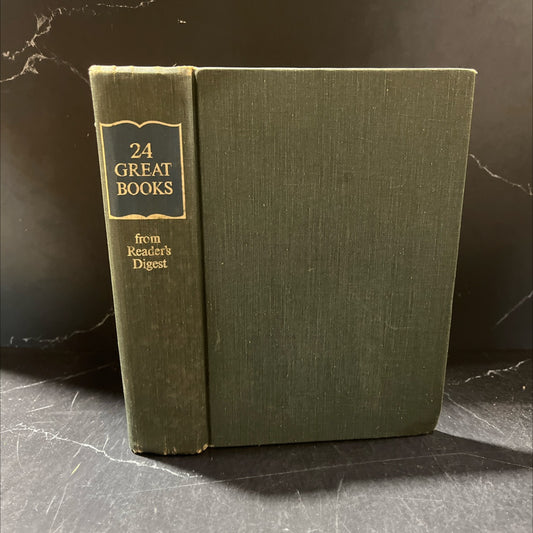 24
GREAT
BOOKS
from
Reader's
Digest